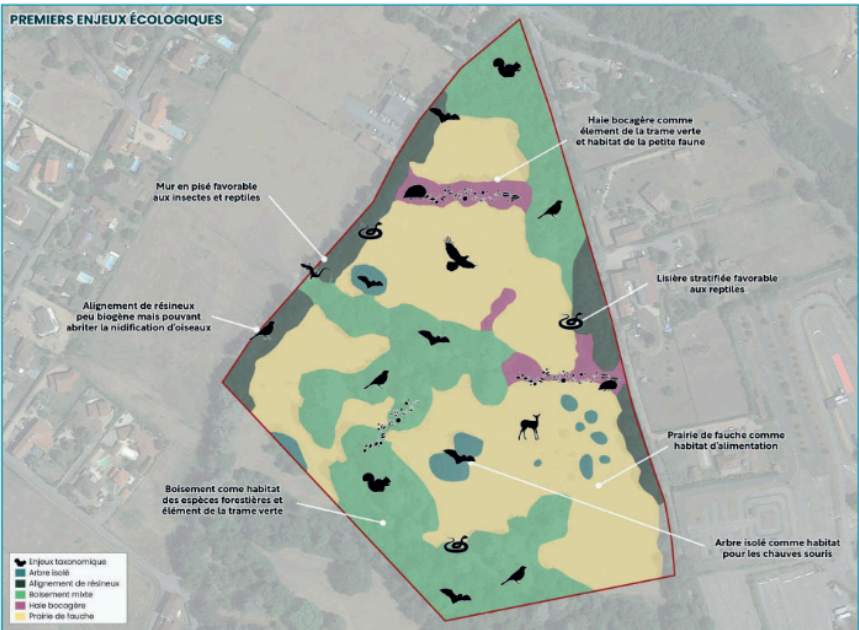 PREMIERS ENJEUX ÉCOLOGIQUES
Haie bocagère comme
élement de la trame verte
et habitat de la petite faune
Mur en pisé favorable
aux insectes et reptiles
Lisière stratifiée favorable
aux reptiles
Alignement de résineux
peu biogène mais pouvant
abriter la nidification d'oiseaux
Prairie de fauche comme
habitat d'alimentation
Boisement come habitat
des espèces forestières et
élément de la trame verte
Arbre isolé comme habitat
pour les chauves souris
Enjeux taxonomique
Arbre isolé
Alignement de résineux
Boisement mixte
Haie bocagère
Prairie de fauche